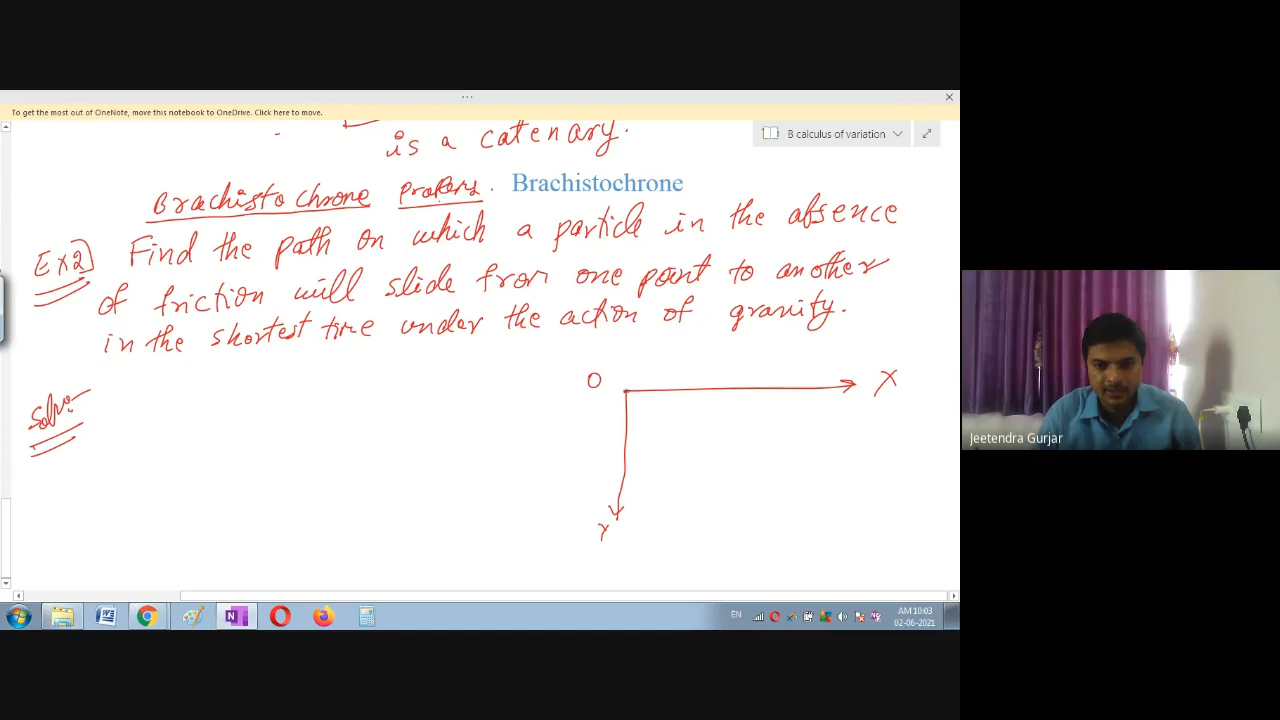 To get the most out of OneNote, move this notebook to OneDrive. Click here to move.
is a catenary.
B calculus of variation
Brachistochrone
Brachistochrone
Ex2] Find the path on which a particle in the absence
of friction will slide from one point to another
in the shortest time under the action of gravity.
Soln:-
O
X
Y
Jeetendra Gurjar
EN
AM 10:03
02-06-2021